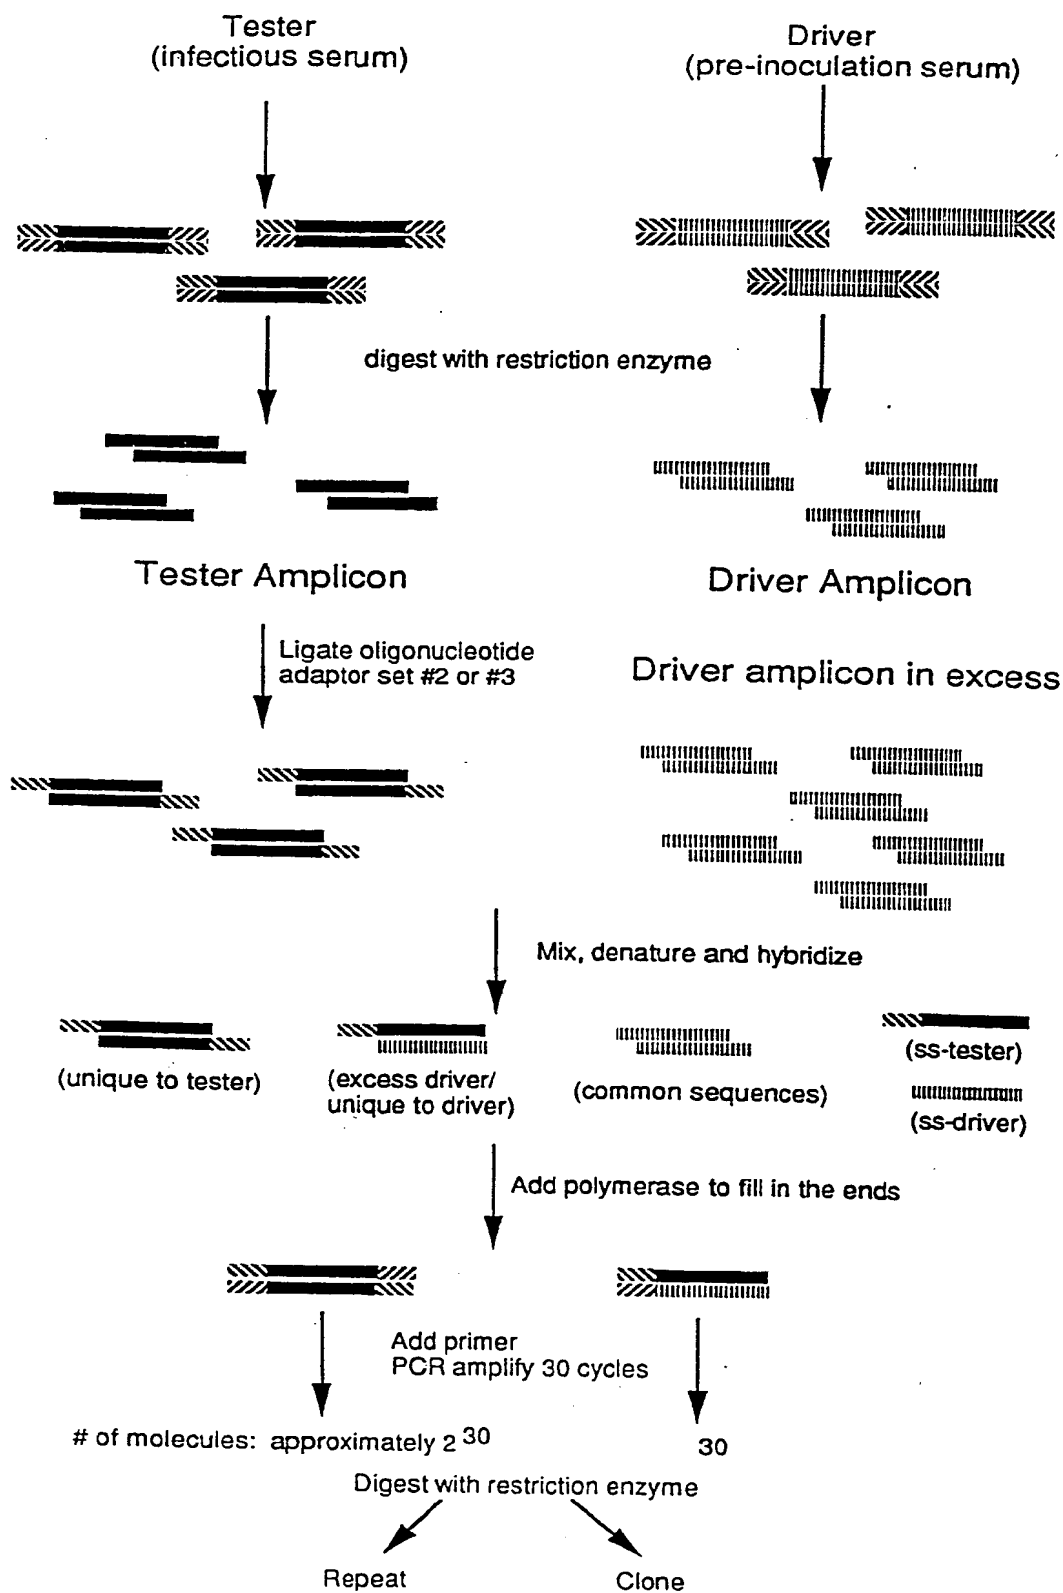 Tester
(infectious serum)
Driver
(pre-inoculation serum)
digest with restriction enzyme
Tester Amplicon
Driver Amplicon
Ligate oligonucleotide
adaptor set #2 or #3
Driver amplicon in excess
Mix, denature and hybridize
(unique to tester)
(excess driver/
unique to driver)
(common sequences)
(ss-tester)
(ss-driver)
Add polymerase to fill in the ends
Add primer
PCR amplify 30 cycles
# of molecules: approximately 2 30
30
Digest with restriction enzyme
Repeat
Clone